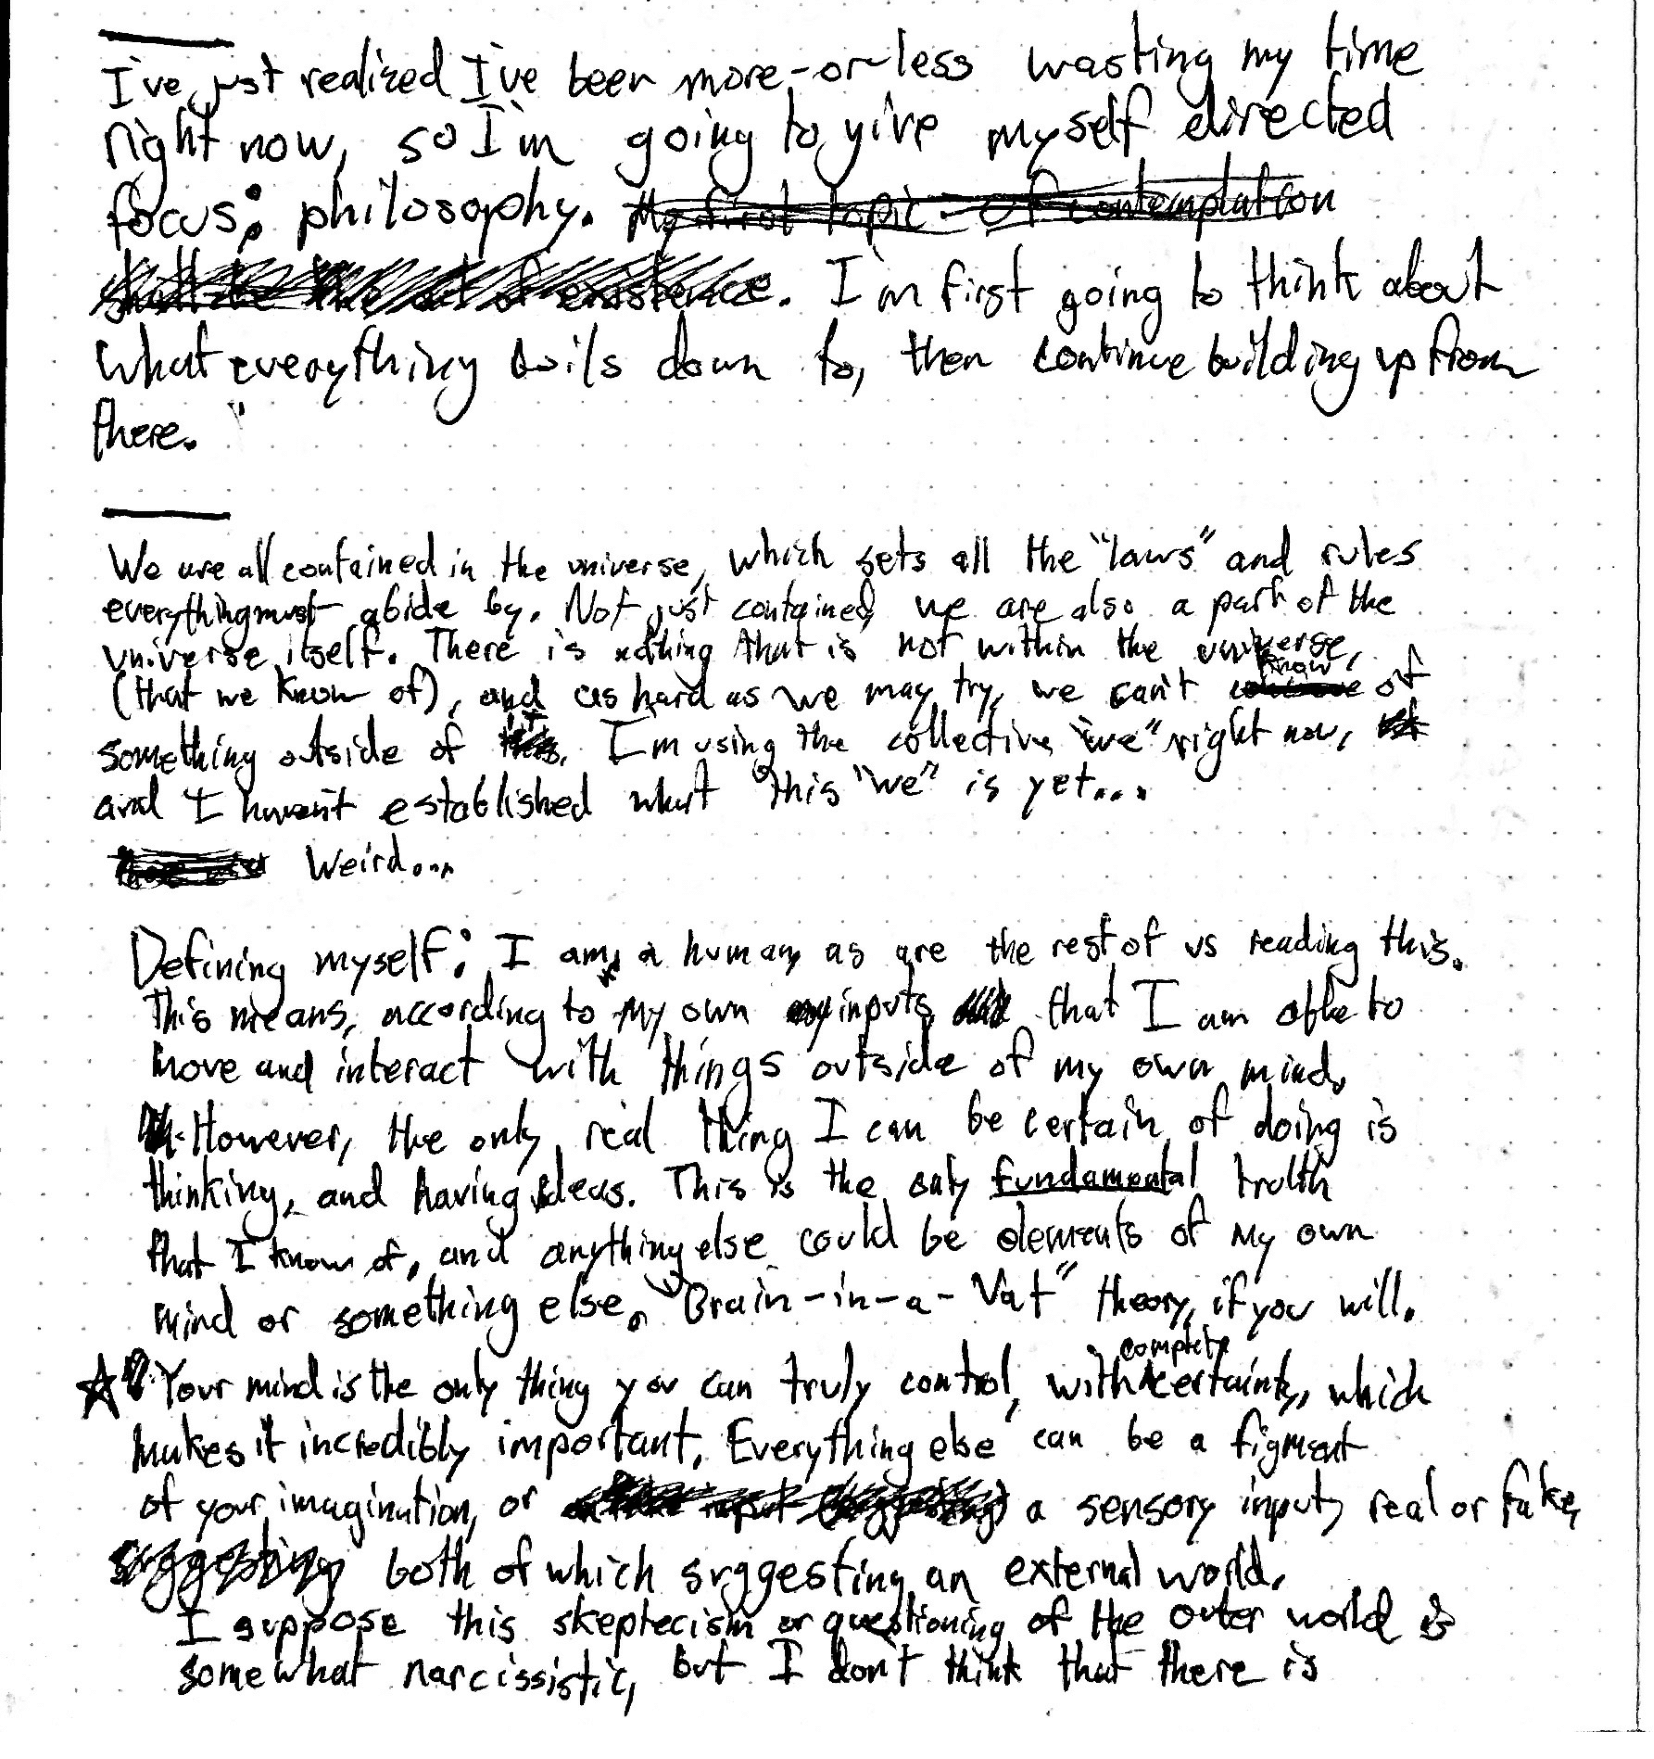 I've just realized I've been more-or-less wasting my time
right now, so I'm going to give myself directed
focus: philosophy. My first topic of contemplation
existence. I'm first going to think about
what everything boils down to, then continue building up from
there.
We are all contained in the universe, which sets all the "laws" and rules
everything must abide by. Not just contained, we are also a part of the
universe itself. There is nothing that is not within the universe,
(that we know of), and as hard as we may try, we can't know of
something outside of it. I'm using the collective "we" right now,
and I haven't established what this "we" is yet...
Weird...
Defining myself: I am, a human, as are the rest of us reading this.
This means, according to my own inputs, that I am able to
move and interact with things outside of my own mind.
However, the only real thing I can be certain of doing is
thinking, and having ideas. This is the only fundamental truth
that I know of, and anything else could be elements of my own
mind or something else. "Brain-in-a-Vat" theory, if you will.
Your mind is the only thing you can truly control, with complete certainty, which
makes it incredibly important. Everything else can be a figment
of your imagination, or a sensory input, real or fake,
suggesting both of which suggesting an external world.
I suppose this skeptecism or questioning of the outer world is
somewhat narcissistic, but I don't think that there is